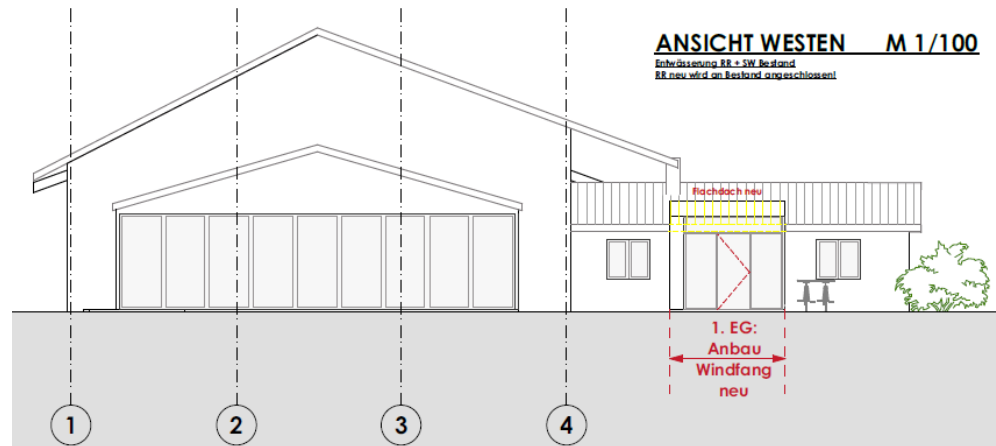 ANSICHT WESTEN M 1/100
Entwässerung RR + SW Bestand
RR neu wird an Bestand angeschlossen!
Flachdach neu
1. EG:
Anbau
Windfang
neu
1 2 3 4